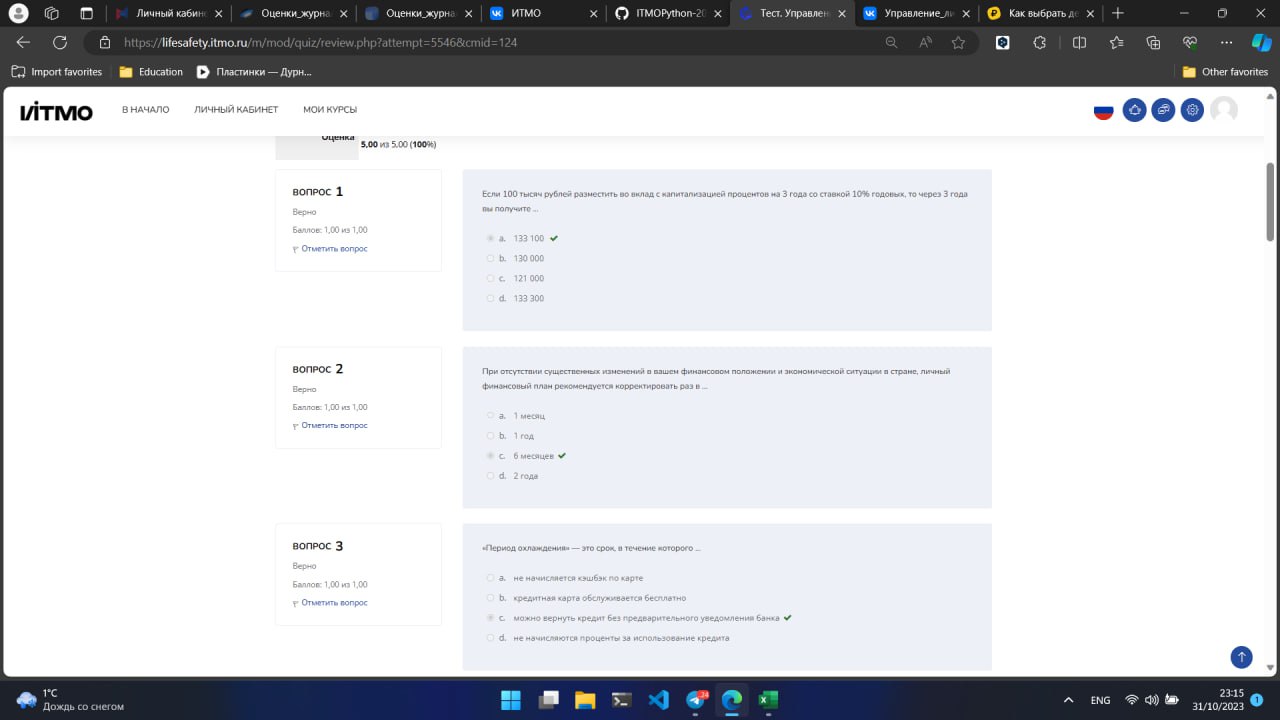 Личный кабин
Оценки_журна
Оценки_журна
ИТМО
ITMOPython-20
Тест. Управлен
Управление_ли
Как выбрать де
https://lifesafety.itmo.ru/m/mod/quiz/review.php?attempt=5546&cmid=124
Import favorites
Education
Пластинки — Дурн...
Other favorites
ИТМО
В НАЧАЛО
ЛИЧНЫЙ КАБИНЕТ
МОИ КУРСЫ
Оценка
5,00 из 5,00 (100%)
ВОПРОС 1
Верно
Баллов: 1,00 из 1,00
Отметить вопрос
Если 100 тысяч рублей разместить во вклад с капитализацией процентов на 3 года со ставкой 10% годовых, то через 3 года
вы получите ...
a. 133 100
b. 130 000
c. 121 000
d. 133 300
ВОПРОС 2
Верно
Баллов: 1,00 из 1,00
Отметить вопрос
При отсутствии существенных изменений в вашем финансовом положении и экономической ситуации в стране, личный
финансовый план рекомендуется корректировать раз в ...
a. 1 месяц
b. 1 год
c. 6 месяцев
d. 2 года
ВОПРОС 3
Верно
Баллов: 1,00 из 1,00
Отметить вопрос
«Период охлаждения» — это срок, в течение которого ...
a. не начисляется кэшбэк по карте
b. кредитная карта обслуживается бесплатно
c. можно вернуть кредит без предварительного уведомления банка
d. не начисляются проценты за использование кредита
1°C
Дождь со снегом
ENG
23:15
31/10/2023